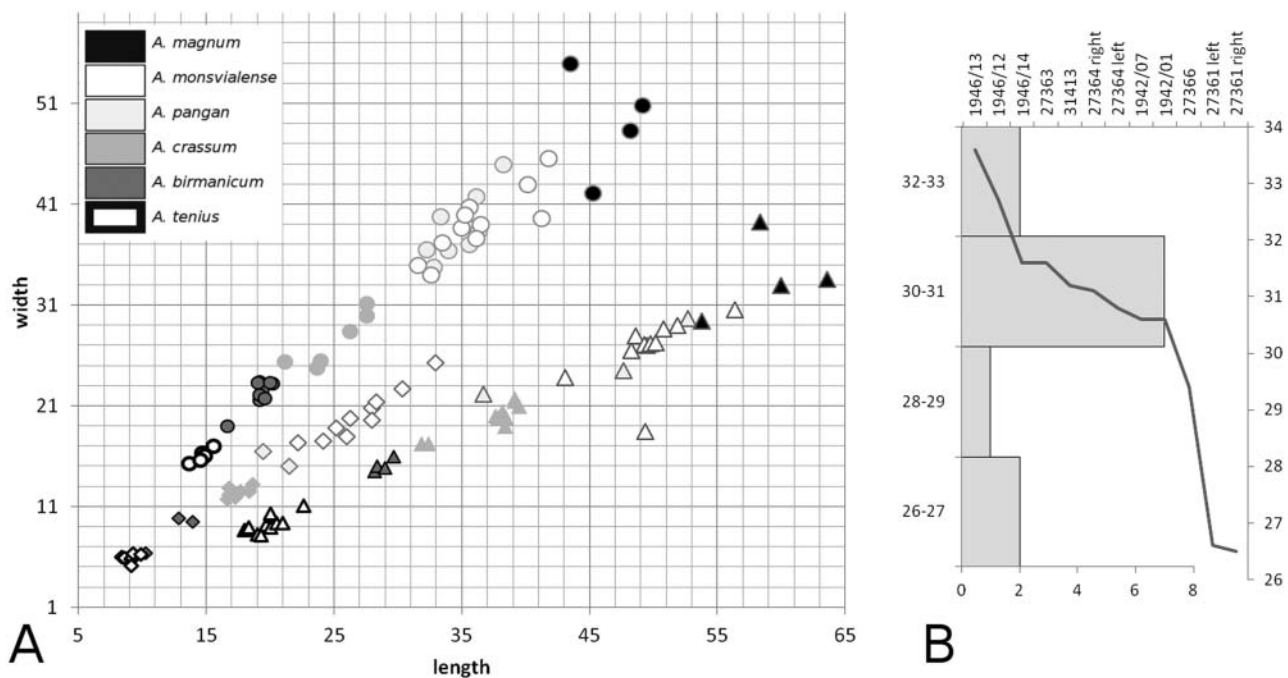 A. magnum
A. monsvialense
A. pangan
A. crassum
A. birmanicum
A. tenius
51
41
31
21
11
1
width
5 15 25 35 45 55 65
length
A
1946/13
1946/12
1946/14
27363
31413
27364 right
27364 left
1942/07
1942/01
27366
27361 left
27361 right
34
33
32
31
30
29
28
27
26
32-33
30-31
28-29
26-27
0 2 4 6 8
B